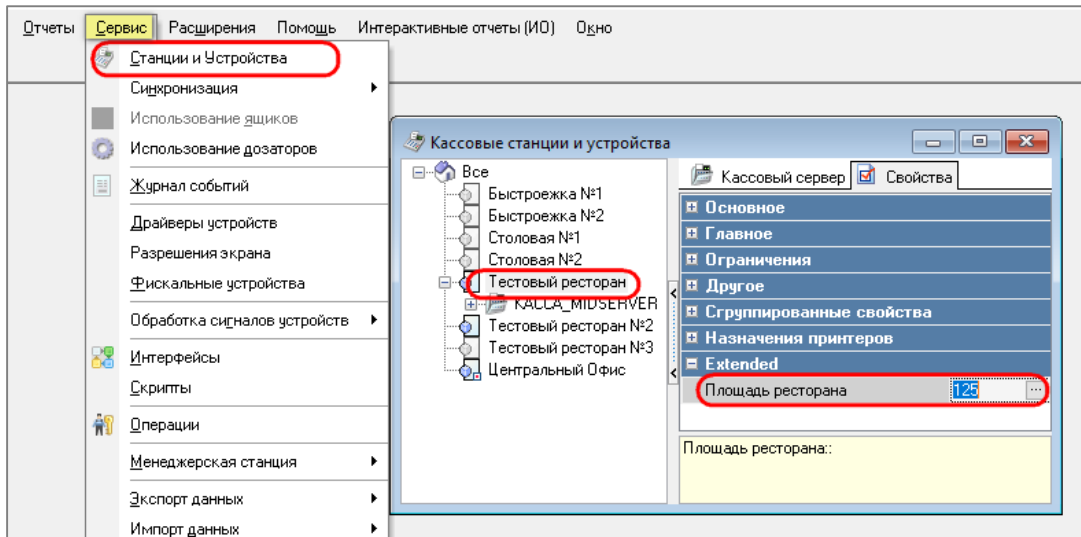 Отчеты Сервис Расширения Помощь Интерактивные отчеты (ИО) Окно
Станции и Устройства
Синхронизация
Использование ящиков
Использование дозаторов
Журнал событий
Драйверы устройств
Разрешения экрана
Фискальные устройства
Обработка сигналов устройств
Интерфейсы
Скрипты
Операции
Менеджерская станция
Экспорт данных
Импорт данных
Кассовые станции и устройства
Все
Быстроежка №1
Быстроежка №2
Столовая №1
Столовая №2
Тестовый ресторан
KACCA_MIDSERVER
Тестовый ресторан №2
Тестовый ресторан №3
Центральный Офис
Кассовый сервер Свойства
Основное
Главное
Ограничения
Другое
Сгруппированные свойства
Назначения принтеров
Extended
Площадь ресторана 125 ...
Площадь ресторана::